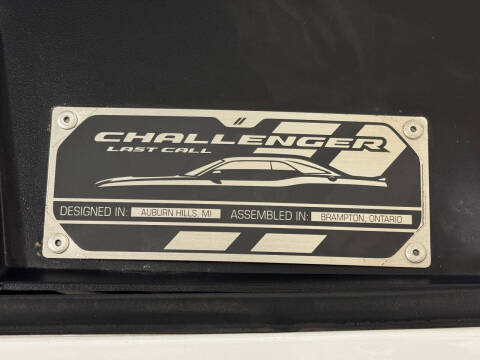 CHALLENGER
LAST CALL
DESIGNED IN: AUBURN HILLS, MI ASSEMBLED IN: BRAMPTON, ONTARIO